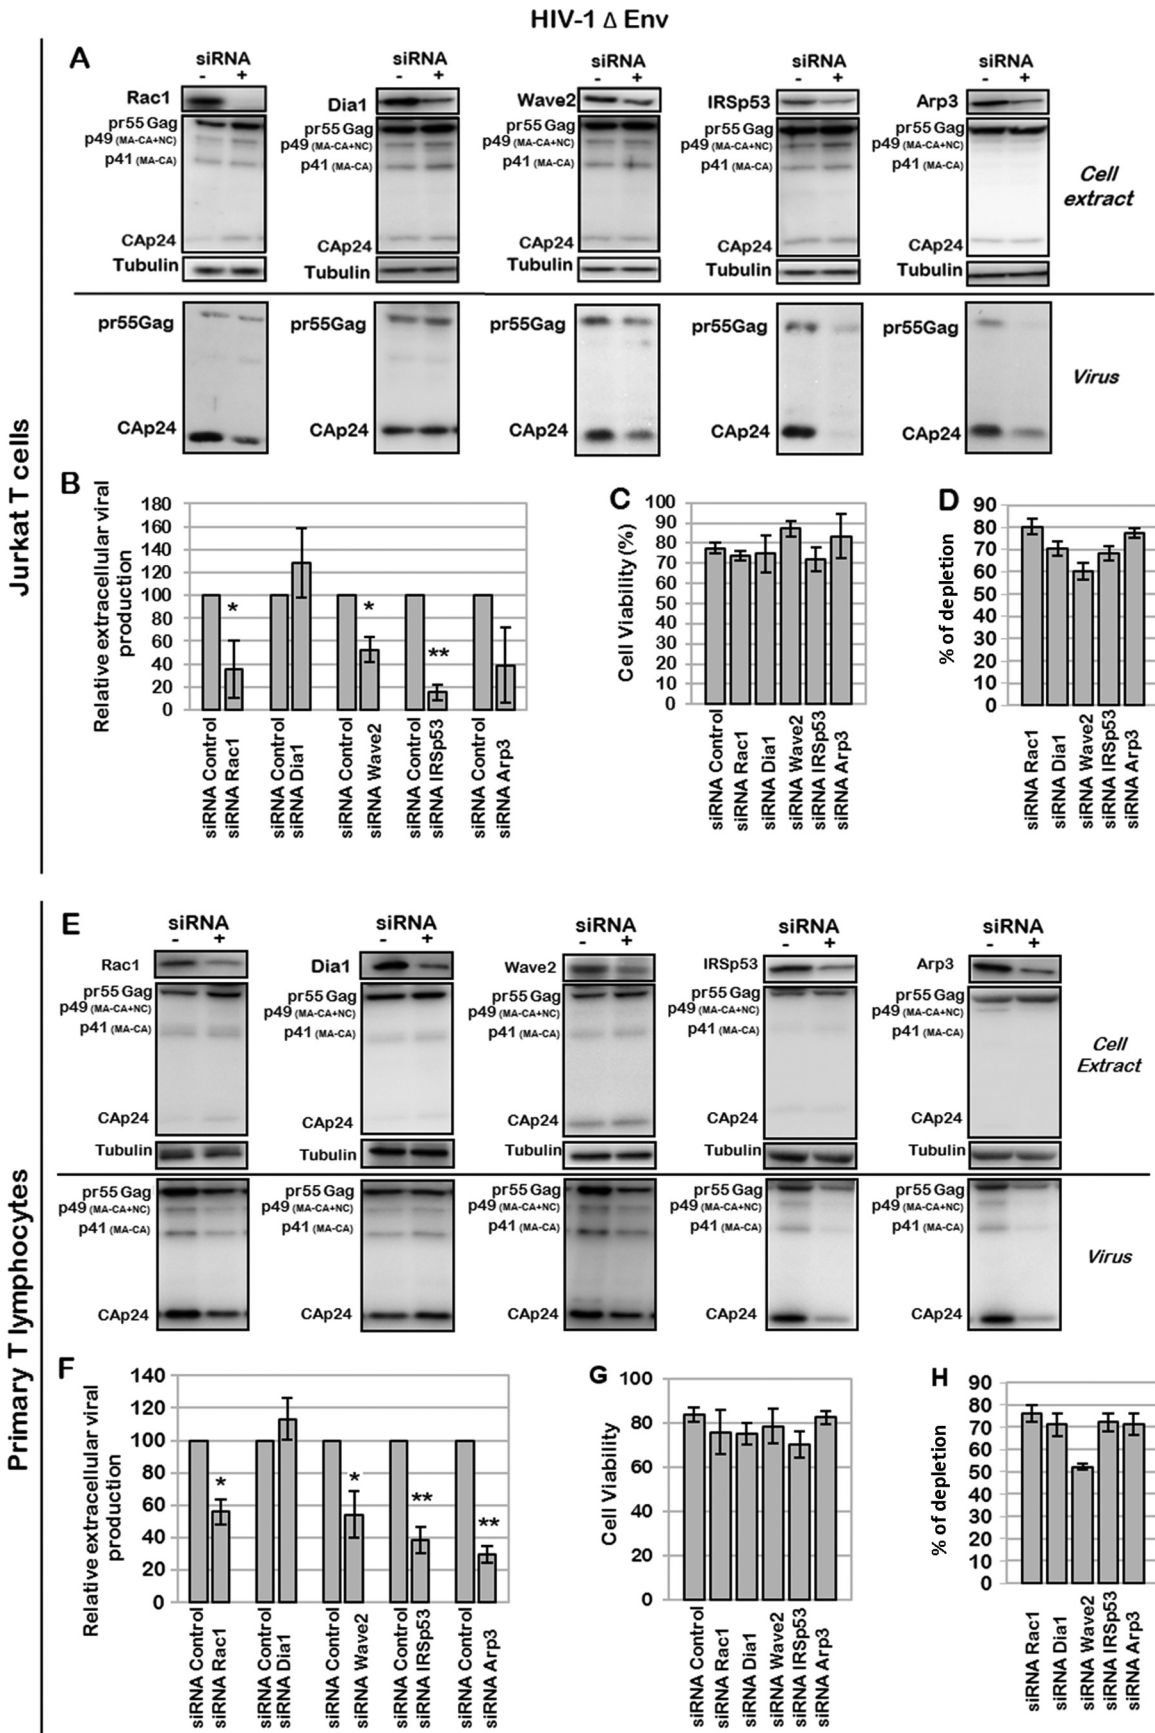 HIV-1 Δ Env
Jurkat T cells
A
siRNA
- +
Rac1
pr55 Gag
p49 (MA-CA+NC)
p41 (MA-CA)
CAp24
Tubulin
pr55Gag
CAp24
siRNA
- +
Dia1
pr55 Gag
p49 (MA-CA+NC)
p41 (MA-CA)
CAp24
Tubulin
pr55Gag
CAp24
siRNA
- +
Wave2
pr55 Gag
p49 (MA-CA+NC)
p41 (MA-CA)
CAp24
Tubulin
pr55Gag
CAp24
siRNA
- +
IRSp53
pr55 Gag
p49 (MA-CA+NC)
p41 (MA-CA)
CAp24
Tubulin
pr55Gag
CAp24
siRNA
- +
Arp3
pr55 Gag
p49 (MA-CA+NC)
p41 (MA-CA)
CAp24
Tubulin
pr55Gag
CAp24
Cell
extract
Virus
B
Relative extracellular viral
production
180
160
140
120
100
80
60
40
20
0
*
*
**
siRNA Control
siRNA Rac1
siRNA Control
siRNA Dia1
siRNA Control
siRNA Wave2
siRNA Control
siRNA IRSp53
siRNA Control
siRNA Arp3
C
Cell Viability (%)
100
90
80
70
60
50
40
30
20
10
0
siRNA Control
siRNA Rac1
siRNA Dia1
siRNA Wave2
siRNA IRSp53
siRNA Arp3
D
% of depletion
90
80
70
60
50
40
30
20
10
0
siRNA Rac1
siRNA Dia1
siRNA Wave2
siRNA IRSp53
siRNA Arp3
Primary T lymphocytes
E
siRNA
- +
Rac1
pr55 Gag
p49 (MA-CA+NC)
p41 (MA-CA)
CAp24
Tubulin
pr55 Gag
p49 (MA-CA+NC)
p41 (MA-CA)
CAp24
siRNA
- +
Dia1
pr55 Gag
p49 (MA-CA+NC)
p41 (MA-CA)
CAp24
Tubulin
pr55 Gag
p49 (MA-CA+NC)
p41 (MA-CA)
CAp24
siRNA
- +
Wave2
pr55 Gag
p49 (MA-CA+NC)
p41 (MA-CA)
CAp24
Tubulin
pr55 Gag
p49 (MA-CA+NC)
p41 (MA-CA)
CAp24
siRNA
- +
IRSp53
pr55 Gag
p49 (MA-CA+NC)
p41 (MA-CA)
CAp24
Tubulin
pr55 Gag
p49 (MA-CA+NC)
p41 (MA-CA)
CAp24
siRNA
- +
Arp3
pr55 Gag
p49 (MA-CA+NC)
p41 (MA-CA)
CAp24
Tubulin
pr55 Gag
p49 (MA-CA+NC)
p41 (MA-CA)
CAp24
Cell
Extract
Virus
F
Relative extracellular viral
production
140
120
100
80
60
40
20
0
*
*
**
**
siRNA Control
siRNA Rac1
siRNA Control
siRNA Dia1
siRNA Control
siRNA Wave2
siRNA Control
siRNA IRSp53
siRNA Control
siRNA Arp3
G
Cell Viability
100
80
60
40
20
0
siRNA Control
siRNA Rac1
siRNA Dia1
siRNA Wave2
siRNA IRSp53
siRNA Arp3
H
% of depletion
90
80
70
60
50
40
30
20
10
0
siRNA Rac1
siRNA Dia1
siRNA Wave2
siRNA IRSp53
siRNA Arp3